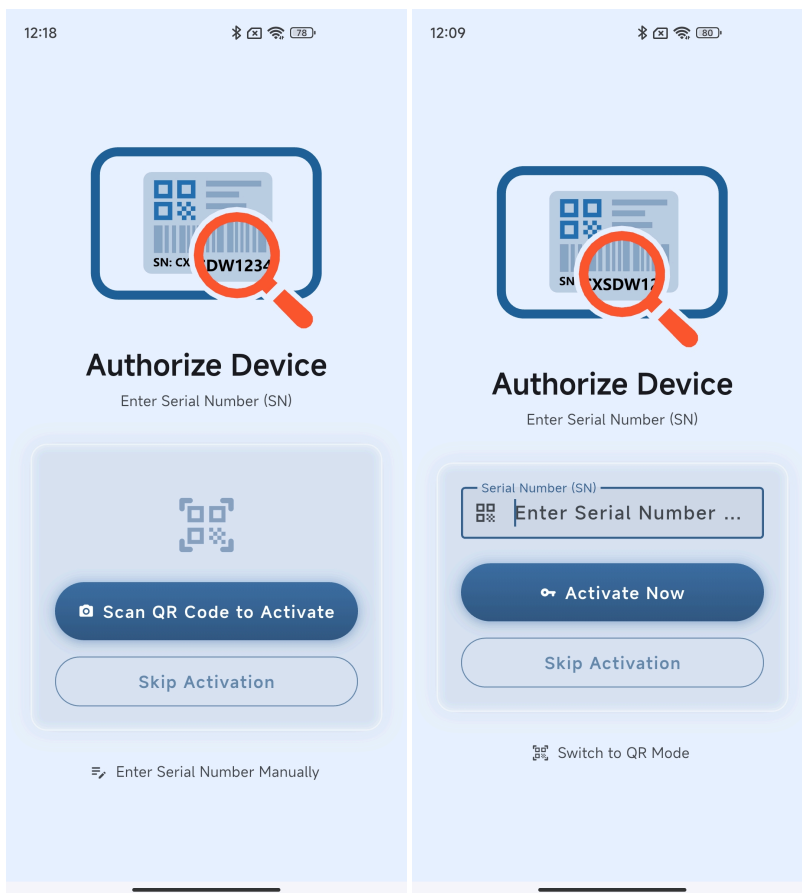 12:18
78
SN: CX
DW1234
Authorize Device
Enter Serial Number (SN)
Scan QR Code to Activate
Skip Activation
Enter Serial Number Manually
12:09
80
SN
XSDW12
Authorize Device
Enter Serial Number (SN)
Serial Number (SN)
Enter Serial Number ...
Activate Now
Skip Activation
Switch to QR Mode